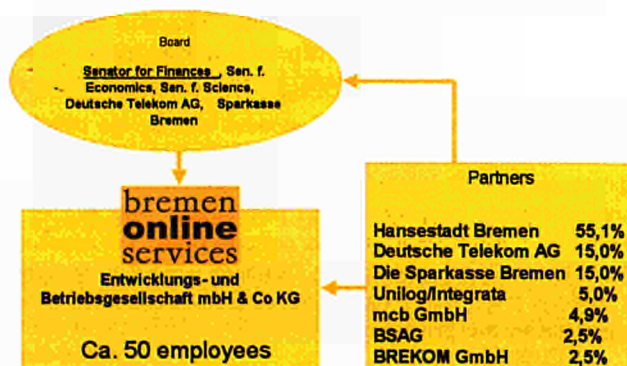 Board
Senator for Finances , Sen. f.
Economics, Sen. f. Science,
Deutsche Telekom AG, Sparkasse
Bremen
bremen
online
services
Entwicklungs- und
Betriebsgesellschaft mbH & Co KG
Ca. 50 employees
Partners
Hansestadt Bremen 55,1%
Deutsche Telekom AG 15,0%
Die Sparkasse Bremen 15,0%
Unilog/Integrata 5,0%
mcb GmbH 4,9%
BSAG 2,5%
BREKOM GmbH 2,5%